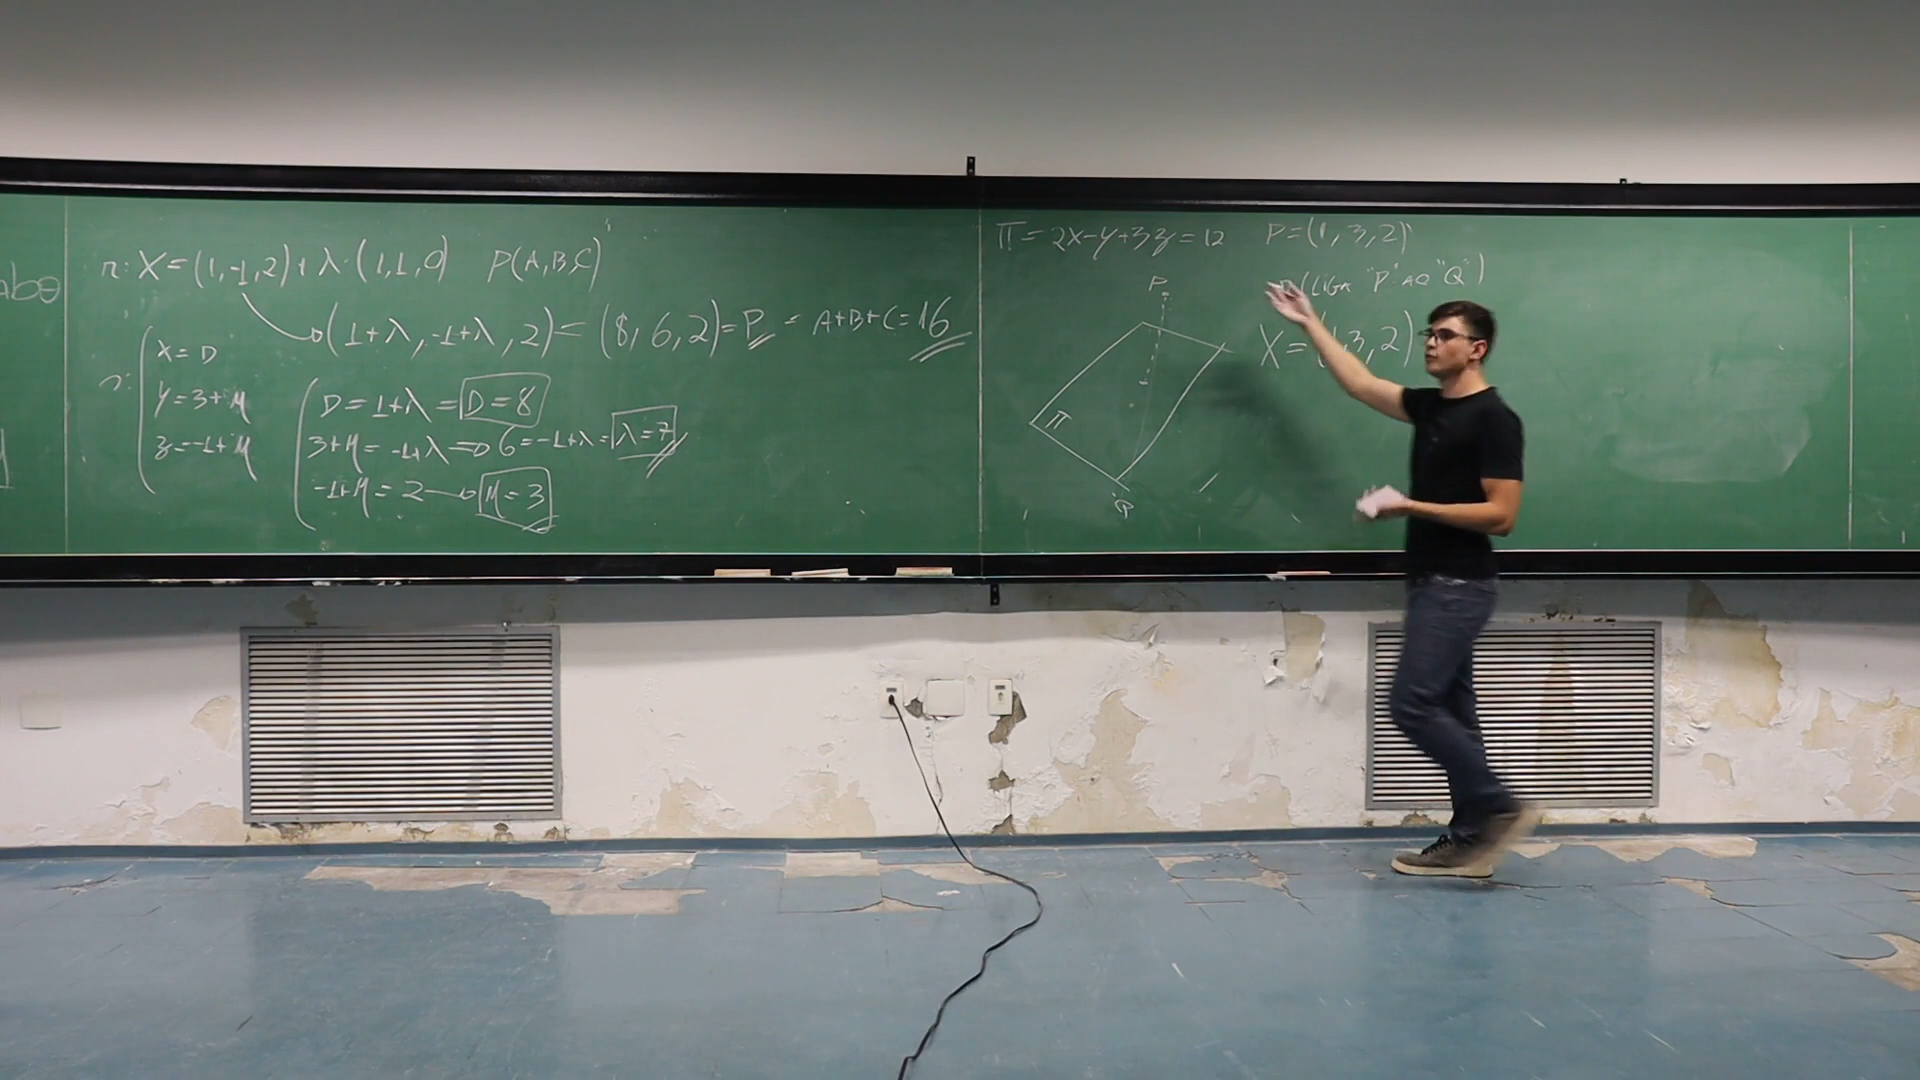 r: X = (1,-1,2) + λ·(1,1,0) P(A,B,C)
(1+λ, -1+λ, 2) = (8,6,2) = P = A+B+C = 16
X = D
Y = 3+M
Z = -1+M
D = 1+λ = D = 8
3+M = -1+λ => 6 = -1+λ = λ = 7
-1+M = 2 → M = 3
π = 2X-Y+3Z = 12 P = (1,3,2)
(LIGA "P" AO "Q")
P
X = (1,3,2)
π
Q